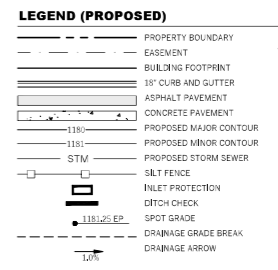 LEGEND (PROPOSED)
PROPERTY BOUNDARY
EASEMENT
BUILDING FOOTPRINT
18" CURB AND GUTTER
ASPHALT PAVEMENT
CONCRETE PAVEMENT
1180 PROPOSED MAJOR CONTOUR
1181 PROPOSED MINOR CONTOUR
STM PROPOSED STORM SEWER
SILT FENCE
INLET PROTECTION
DITCH CHECK
1181.25 EP SPOT GRADE
DRAINAGE GRADE BREAK
1.0% DRAINAGE ARROW